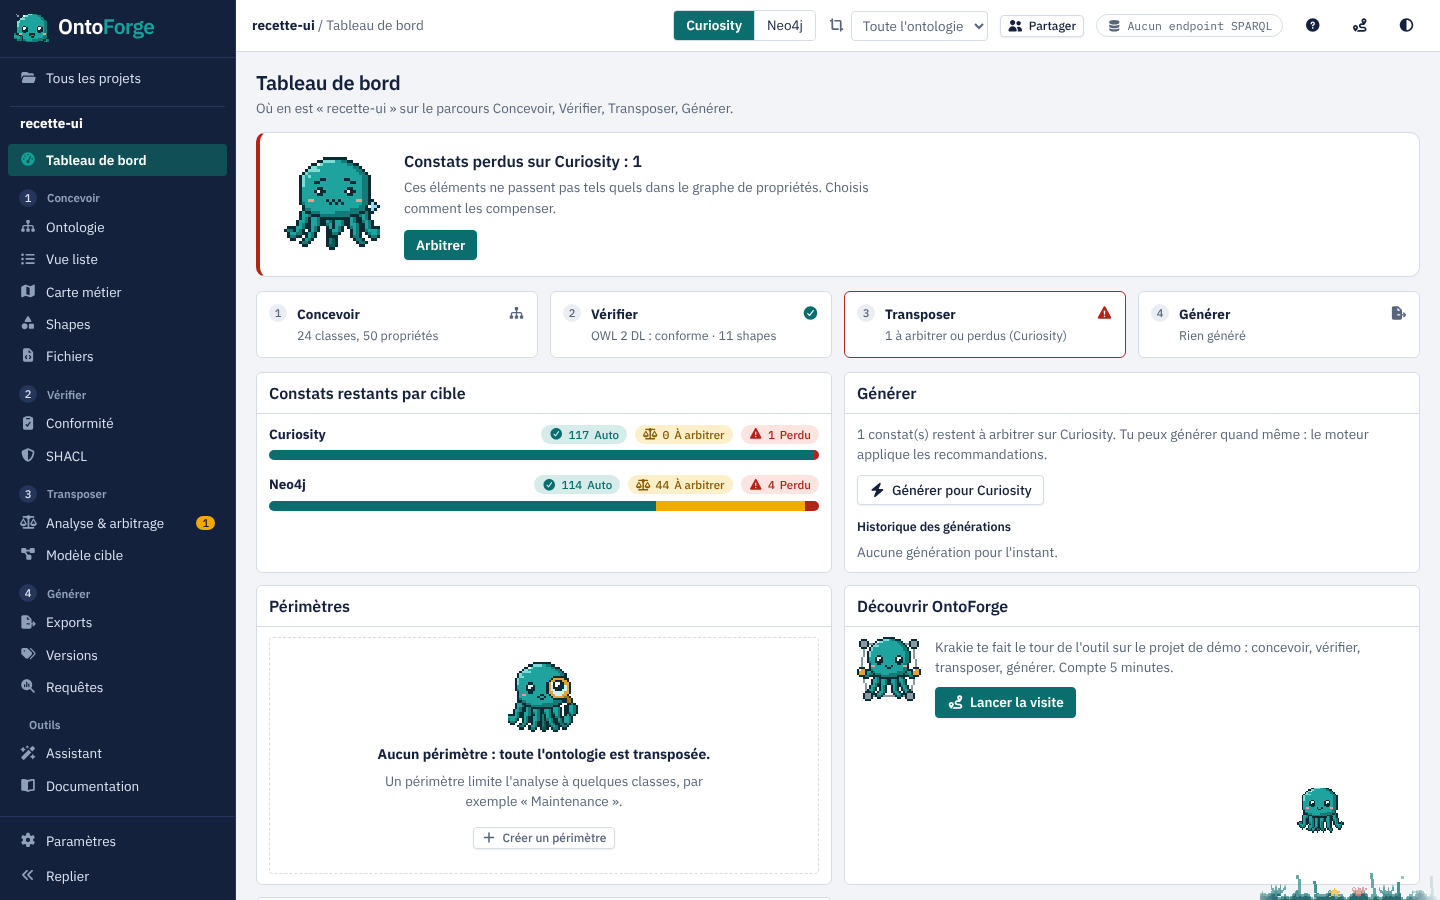 OntoForge
Tous les projets
recette-ui
Tableau de bord
1 Concevoir
Ontologie
Vue liste
Carte métier
Shapes
Fichiers
2 Vérifier
Conformité
SHACL
3 Transposer
Analyse & arbitrage 1
Modèle cible
4 Générer
Exports
Versions
Requêtes
Outils
Assistant
Documentation
Paramètres
Replier
recette-ui / Tableau de bord
Curiosity Neo4j Toute l'ontologie Partager Aucun endpoint SPARQL ?
Tableau de bord
Où en est « recette-ui » sur le parcours Concevoir, Vérifier, Transposer, Générer.
Constats perdus sur Curiosity : 1
Ces éléments ne passent pas tels quels dans le graphe de propriétés. Choisis
comment les compenser.
Arbitrer
1 Concevoir
24 classes, 50 propriétés
2 Vérifier
OWL 2 DL : conforme · 11 shapes
3 Transposer
1 à arbitrer ou perdus (Curiosity)
4 Générer
Rien généré
Constats restants par cible
Curiosity 117 Auto 0 À arbitrer 1 Perdu
Neo4j 114 Auto 44 À arbitrer 4 Perdu
Générer
1 constat(s) restent à arbitrer sur Curiosity. Tu peux générer quand même : le moteur
applique les recommandations.
Générer pour Curiosity
Historique des générations
Aucune génération pour l'instant.
Périmètres
Aucun périmètre : toute l'ontologie est transposée.
Un périmètre limite l'analyse à quelques classes, par
exemple « Maintenance ».
Créer un périmètre
Découvrir OntoForge
Krakie te fait le tour de l'outil sur le projet de démo : concevoir, vérifier,
transposer, générer. Compte 5 minutes.
Lancer la visite